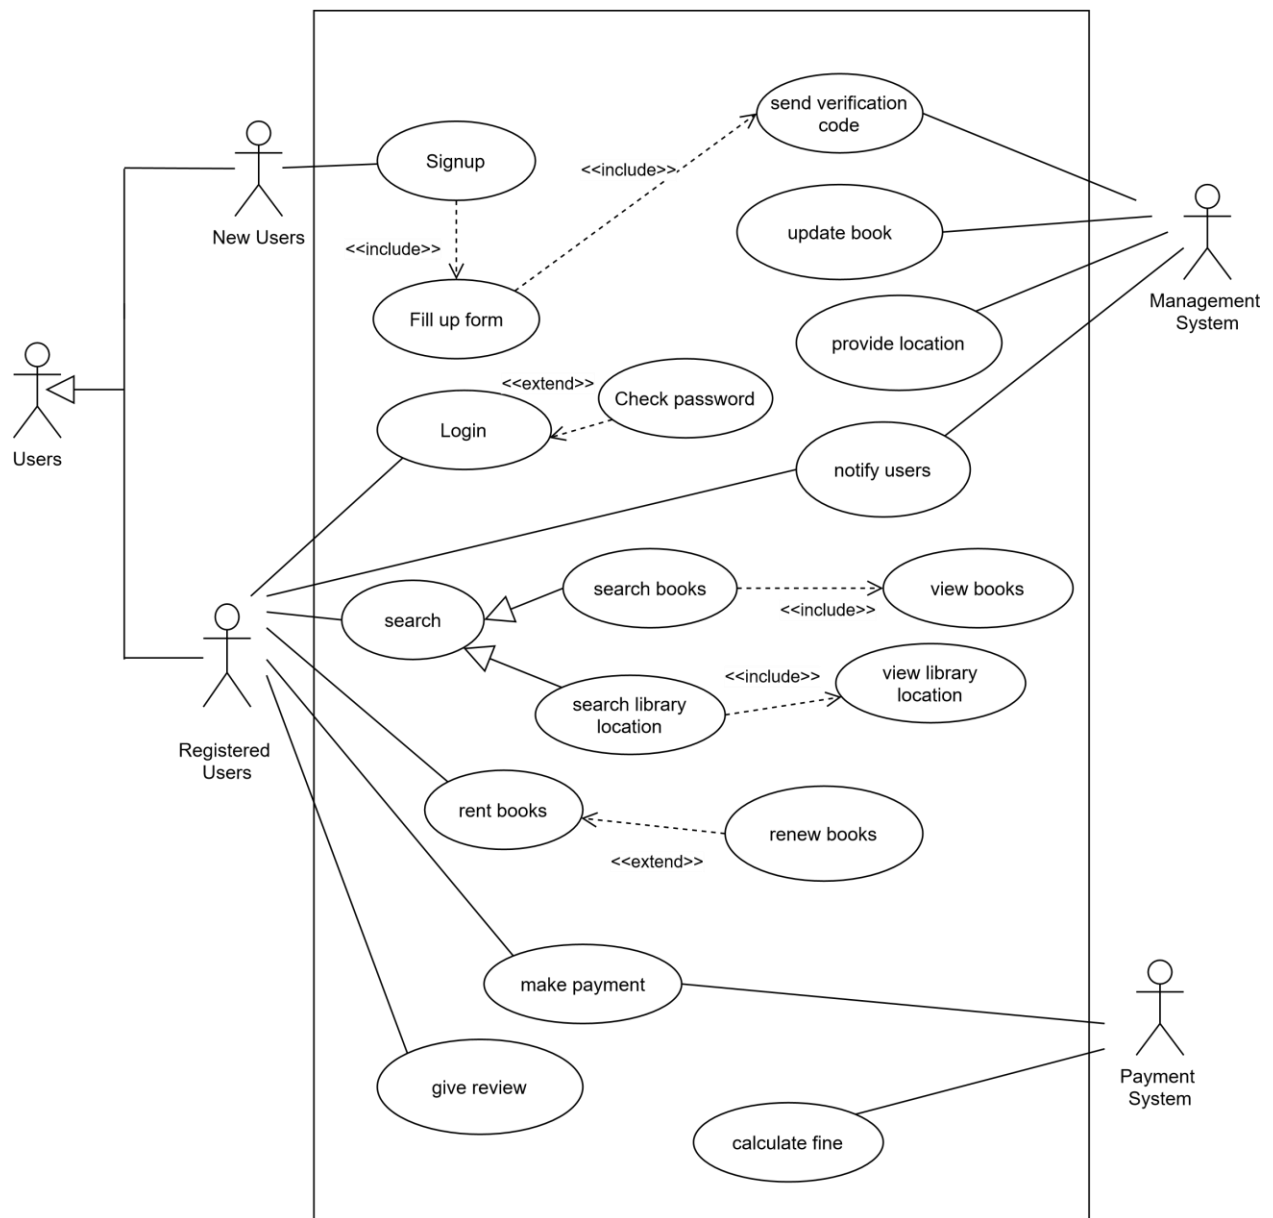 send verification
code
Signup
<<include>>
New Users
<<include>>
update book
Management
System
Fill up form
provide location
<<extend>>
Check password
Login
Users
notify users
search books
view books
<<include>>
search
<<include>>
view library
location
search library
location
Registered
Users
rent books
renew books
<<extend>>
make payment
give review
Payment
System
calculate fine